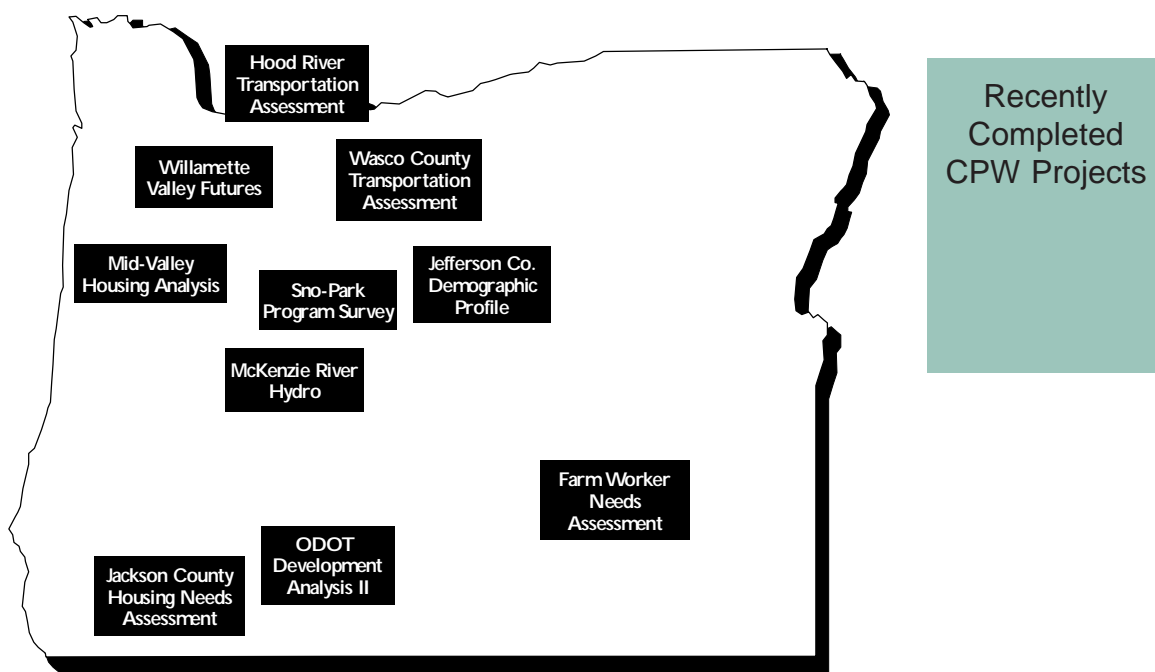 Hood River
Transportation
Assessment
Willamette
Valley Futures
Wasco County
Transportation
Assessment
Mid-Valley
Housing Analysis
Sno-Park
Program Survey
Jefferson Co.
Demographic
Profile
McKenzie River
Hydro
Farm Worker
Needs
Assessment
ODOT
Development
Analysis II
Jackson County
Housing Needs
Assessment
Recently
Completed
CPW Projects